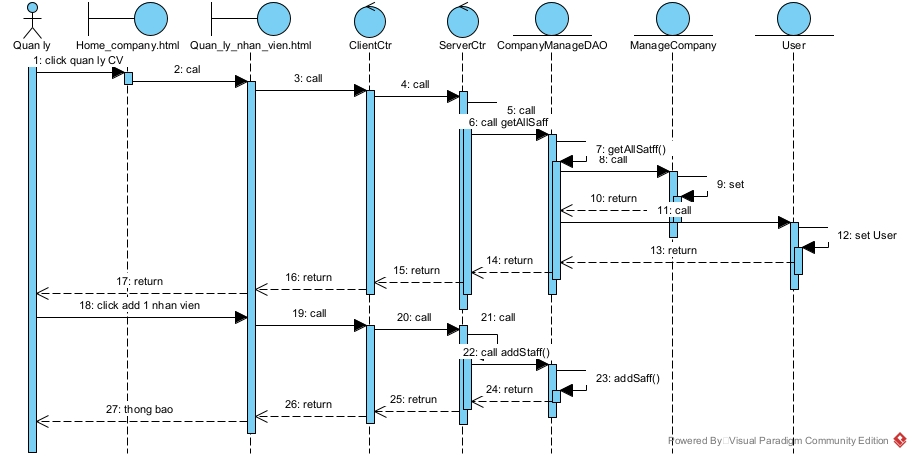 Quan ly
Home_company.html
Quan_ly_nhan_vien.html
ClientCtr
ServerCtr
CompanyManageDAO
ManageCompany
User
1: click quan ly CV
2: cal
3: call
4: call
5: call
6: call getAllSaff
7: getAllSatff()
8: call
9: set
10: return
11: call
12: set User
13: return
14: return
15: return
16: return
17: return
18: click add 1 nhan vien
19: call
20: call
21: call
22: call addStaff()
23: addSaff()
24: return
25: retrun
26: return
27: thong bao
Powered By Visual Paradigm Community Edition